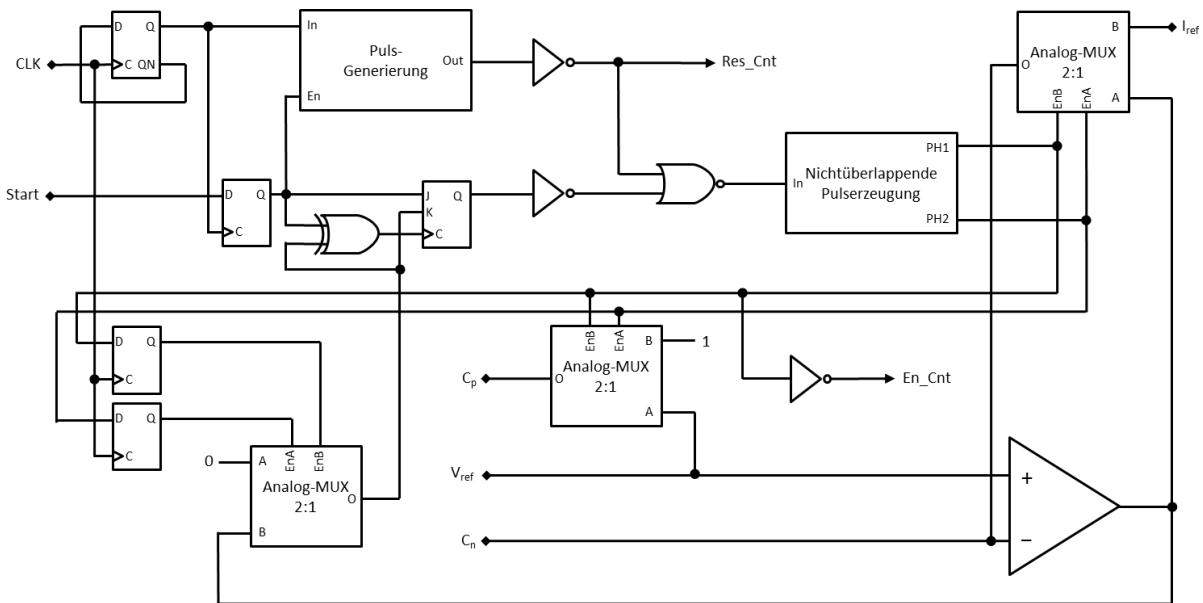 D Q
C QN
CLK
In
Puls-
Generierung
Out
En
Res_Cnt
B
O
Analog-MUX
2:1
EnB
EnA
A
I_ref
Start
D Q
C
J Q
K
C
In
Nichtüberlappende
Pulserzeugung
PH1
PH2
D Q
C
D Q
C
EnB
EnA
B
1
Analog-MUX
2:1
O
A
C_p
En_Cnt
0
A
EnA
EnB
Analog-MUX
2:1
O
B
V_ref
C_n
+
−